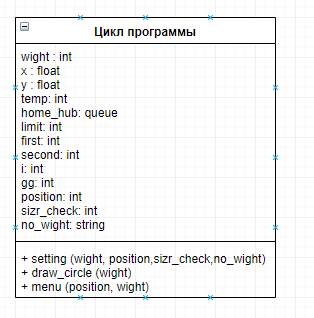 Цикл программы
wight : int
x : float
y : float
temp: int
home_hub: queue
limit: int
first: int
second: int
i: int
gg: int
position: int
sizr_check: int
no_wight: string
+ setting (wight, position,sizr_check,no_wight)
+ draw_circle (wight)
+ menu (position, wight)